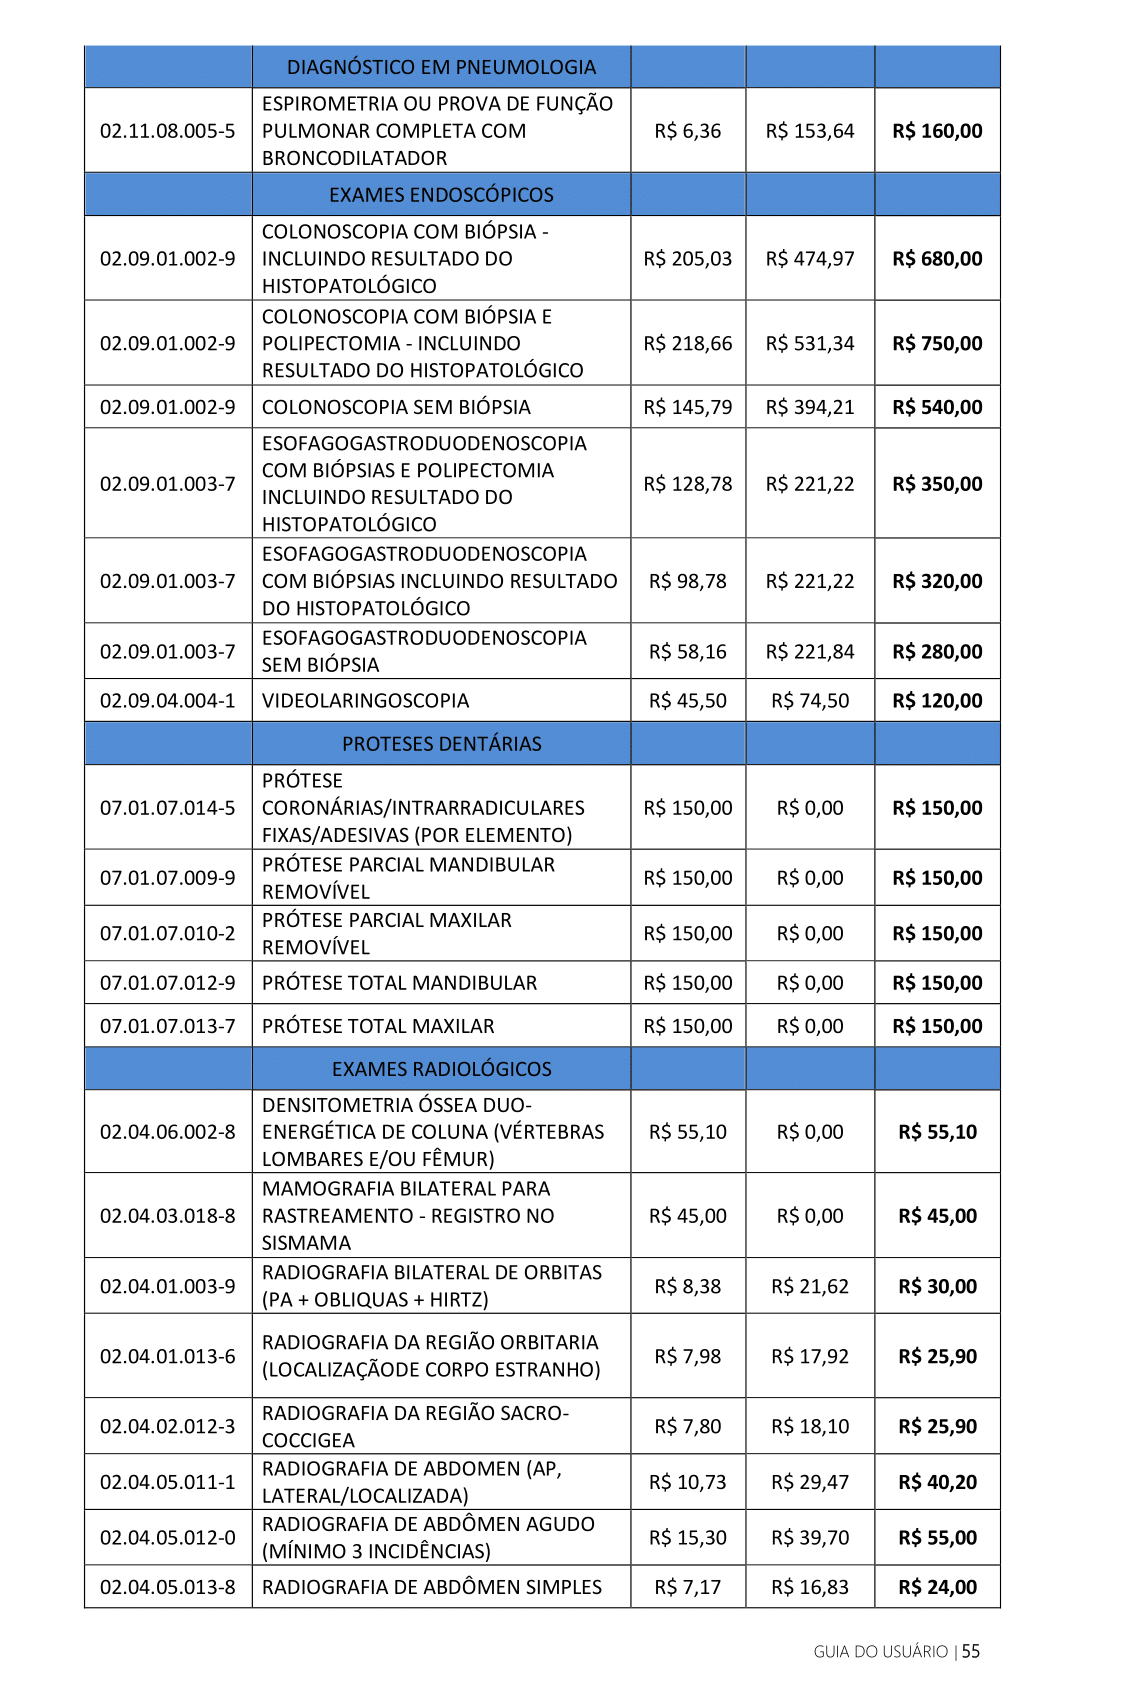 DIAGNÓSTICO EM PNEUMOLOGIA
02.11.08.005-5
ESPIROMETRIA OU PROVA DE FUNÇÃO
PULMONAR COMPLETA COM
BRONCODILATADOR
R$ 6,36
R$ 153,64
R$ 160,00
EXAMES ENDOSCÓPICOS
02.09.01.002-9
COLONOSCOPIA COM BIÓPSIA -
INCLUINDO RESULTADO DO
HISTOPATOLÓGICO
R$ 205,03
R$ 474,97
R$ 680,00
02.09.01.002-9
COLONOSCOPIA COM BIÓPSIA E
POLIPECTOMIA - INCLUINDO
RESULTADO DO HISTOPATOLÓGICO
R$ 218,66
R$ 531,34
R$ 750,00
02.09.01.002-9
COLONOSCOPIA SEM BIÓPSIA
R$ 145,79
R$ 394,21
R$ 540,00
02.09.01.003-7
ESOFAGOGASTRODUODENOSCOPIA
COM BIÓPSIAS E POLIPECTOMIA
INCLUINDO RESULTADO DO
HISTOPATOLÓGICO
R$ 128,78
R$ 221,22
R$ 350,00
02.09.01.003-7
ESOFAGOGASTRODUODENOSCOPIA
COM BIÓPSIAS INCLUINDO RESULTADO
DO HISTOPATOLÓGICO
R$ 98,78
R$ 221,22
R$ 320,00
02.09.01.003-7
ESOFAGOGASTRODUODENOSCOPIA
SEM BIÓPSIA
R$ 58,16
R$ 221,84
R$ 280,00
02.09.04.004-1
VIDEOLARINGOSCOPIA
R$ 45,50
R$ 74,50
R$ 120,00
PROTESES DENTÁRIAS
07.01.07.014-5
PRÓTESE
CORONÁRIAS/INTRARRADICULARES
FIXAS/ADESIVAS (POR ELEMENTO)
R$ 150,00
R$ 0,00
R$ 150,00
07.01.07.009-9
PRÓTESE PARCIAL MANDIBULAR
REMOVÍVEL
R$ 150,00
R$ 0,00
R$ 150,00
07.01.07.010-2
PRÓTESE PARCIAL MAXILAR
REMOVÍVEL
R$ 150,00
R$ 0,00
R$ 150,00
07.01.07.012-9
PRÓTESE TOTAL MANDIBULAR
R$ 150,00
R$ 0,00
R$ 150,00
07.01.07.013-7
PRÓTESE TOTAL MAXILAR
R$ 150,00
R$ 0,00
R$ 150,00
EXAMES RADIOLÓGICOS
02.04.06.002-8
DENSITOMETRIA ÓSSEA DUO-
ENERGÉTICA DE COLUNA (VÉRTEBRAS
LOMBARES E/OU FÊMUR)
R$ 55,10
R$ 0,00
R$ 55,10
02.04.03.018-8
MAMOGRAFIA BILATERAL PARA
RASTREAMENTO - REGISTRO NO
SISMAMA
R$ 45,00
R$ 0,00
R$ 45,00
02.04.01.003-9
RADIOGRAFIA BILATERAL DE ORBITAS
(PA + OBLIQUAS + HIRTZ)
R$ 8,38
R$ 21,62
R$ 30,00
02.04.01.013-6
RADIOGRAFIA DA REGIÃO ORBITARIA
(LOCALIZAÇÃODE CORPO ESTRANHO)
R$ 7,98
R$ 17,92
R$ 25,90
02.04.02.012-3
RADIOGRAFIA DA REGIÃO SACRO-
COCCIGEA
R$ 7,80
R$ 18,10
R$ 25,90
02.04.05.011-1
RADIOGRAFIA DE ABDOMEN (AP,
LATERAL/LOCALIZADA)
R$ 10,73
R$ 29,47
R$ 40,20
02.04.05.012-0
RADIOGRAFIA DE ABDÔMEN AGUDO
(MÍNIMO 3 INCIDÊNCIAS)
R$ 15,30
R$ 39,70
R$ 55,00
02.04.05.013-8
RADIOGRAFIA DE ABDÔMEN SIMPLES
R$ 7,17
R$ 16,83
R$ 24,00
GUIA DO USUÁRIO | 55